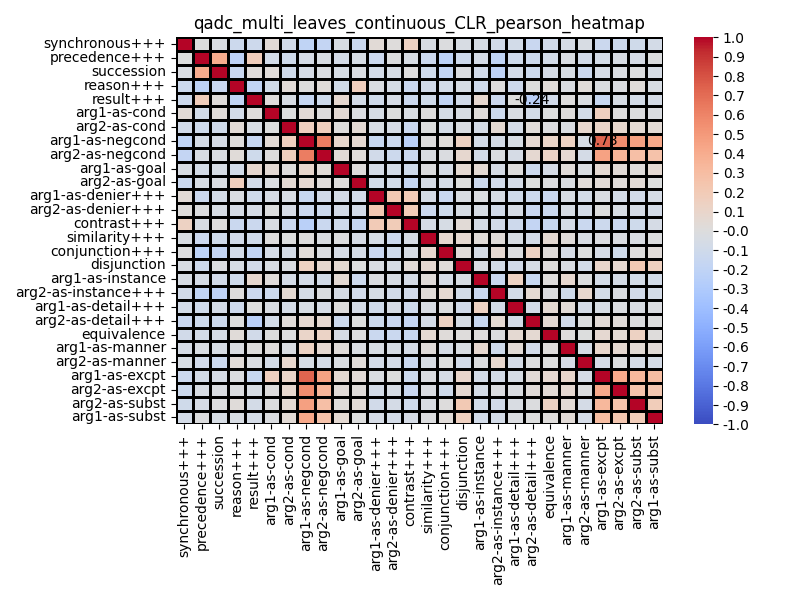 qadc_multi_leaves_continuous_CLR_pearson_heatmap
synchronous+++
precedence+++
succession
reason+++
result+++
arg1-as-cond
arg2-as-cond
arg1-as-negcond
arg2-as-negcond
arg1-as-goal
arg2-as-goal
arg1-as-denier+++
arg2-as-denier+++
contrast+++
similarity+++
conjunction+++
disjunction
arg1-as-instance
arg2-as-instance+++
arg1-as-detail+++
arg2-as-detail+++
equivalence
arg1-as-manner
arg2-as-manner
arg1-as-excpt
arg2-as-excpt
arg2-as-subst
arg1-as-subst
-0.24
0.73
1.0
0.9
0.8
0.7
0.6
0.5
0.4
0.3
0.2
0.1
-0.0
-0.0
-0.1
-0.2
-0.3
-0.4
-0.5
-0.6
-0.7
-0.8
-0.9
-1.0
synchronous+++
precedence+++
succession
reason+++
result+++
arg1-as-cond
arg2-as-cond
arg1-as-negcond
arg2-as-negcond
arg1-as-goal
arg2-as-goal
arg1-as-denier+++
arg2-as-denier+++
contrast+++
similarity+++
conjunction+++
disjunction
arg1-as-instance
arg2-as-instance+++
arg1-as-detail+++
arg2-as-detail+++
equivalence
arg1-as-manner
arg2-as-manner
arg1-as-excpt
arg2-as-excpt
arg2-as-subst
arg1-as-subst